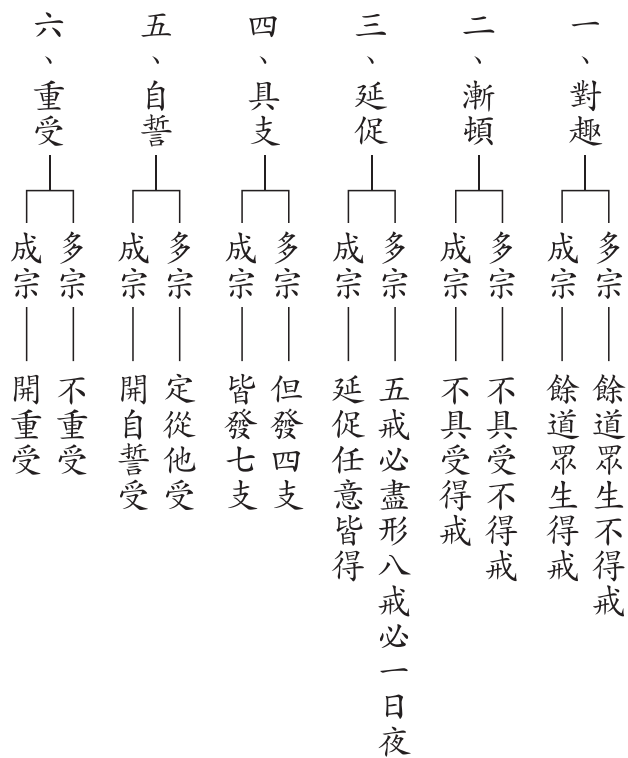 一、對趣
多宗
餘道眾生不得戒
成宗
餘道眾生得戒
二、漸頓
多宗
不具受不得戒
成宗
不具受得戒
三、延促
多宗
五戒必盡形八戒必一日夜
成宗
延促任意皆得
四、具支
多宗
但發四支
成宗
皆發七支
五、自誓
多宗
定從他受
成宗
開自誓受
六、重受
多宗
不重受
成宗
開重受